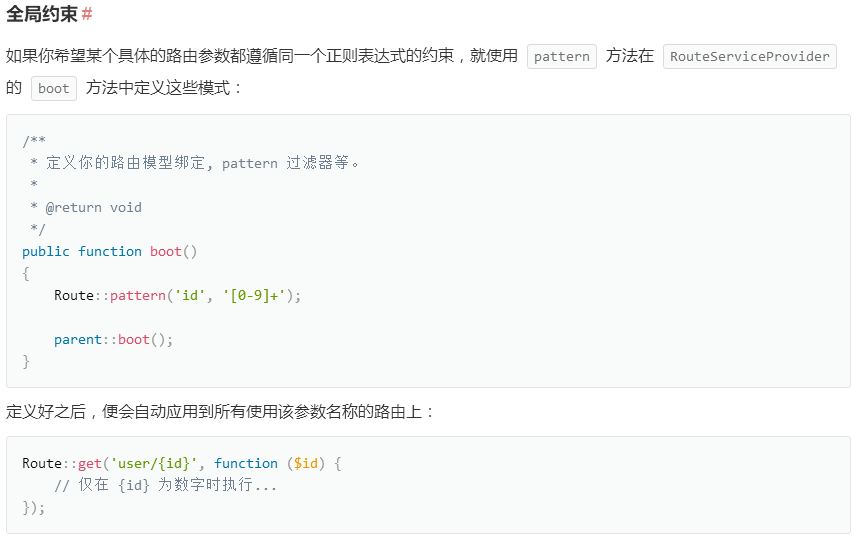 全局约束 #
如果你希望某个具体的路由参数都遵循同一个正则表达式的约束，就使用 pattern 方法在 RouteServiceProvider
的 boot 方法中定义这些模式：
/**
 * 定义你的路由模型绑定, pattern 过滤器等。
 *
 * @return void
 */
public function boot()
{
    Route::pattern('id', '[0-9]+');

    parent::boot();
}
定义好之后，便会自动应用到所有使用该参数名称的路由上：
Route::get('user/{id}', function ($id) {
    // 仅在 {id} 为数字时执行...
});